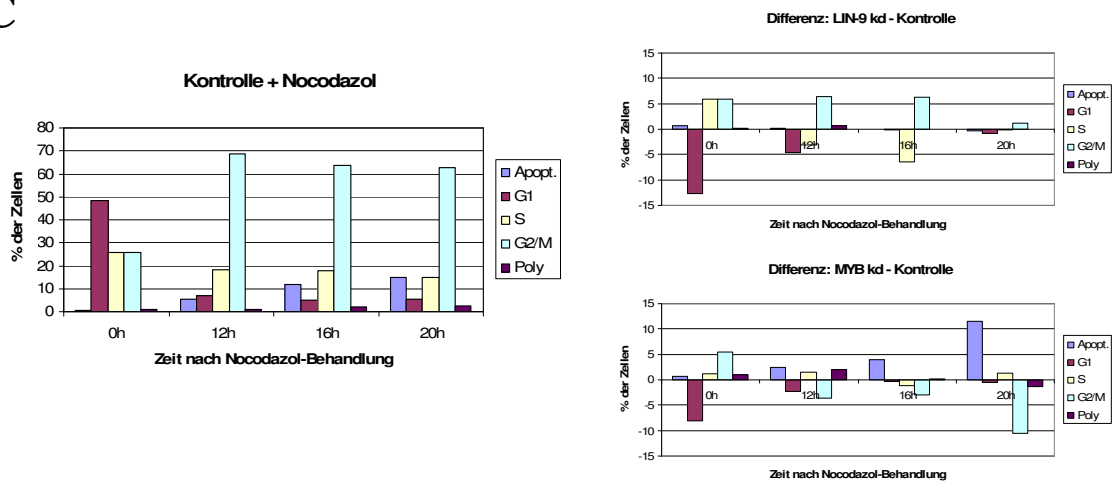 C
Kontrolle + Nocodazol
% der Zellen
80
70
60
50
40
30
20
10
0
0h 12h 16h 20h
Zeit nach Nocodazol-Behandlung
Apopt.
G1
S
G2/M
Poly
Differenz: LIN-9 kd - Kontrolle
% der Zellen
15
10
5
0
-5
-10
-15
0h 12h 16h 20h
Zeit nach Nocodazol-Behandlung
Apopt.
G1
S
G2/M
Poly
Differenz: MYB kd - Kontrolle
% der Zellen
15
10
5
0
-5
-10
-15
0h 12h 16h 20h
Zeit nach Nocodazol-Behandlung
Apopt.
G1
S
G2/M
Poly